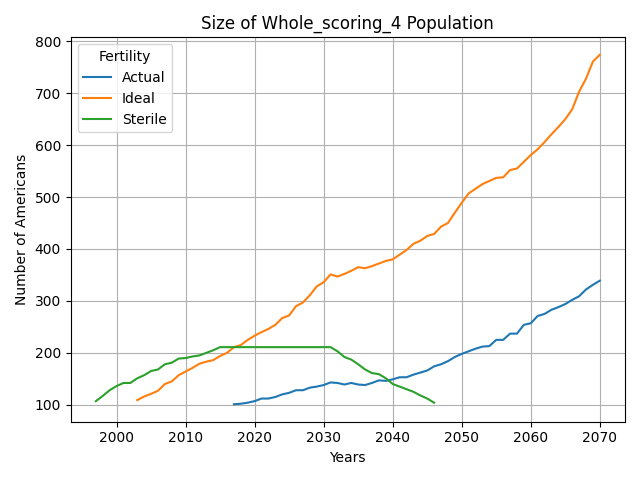 Size of Whole_scoring_4 Population
Fertility
Actual
Ideal
Sterile
Number of Americans
800
700
600
500
400
300
200
100
2000 2010 2020 2030 2040 2050 2060 2070
Years